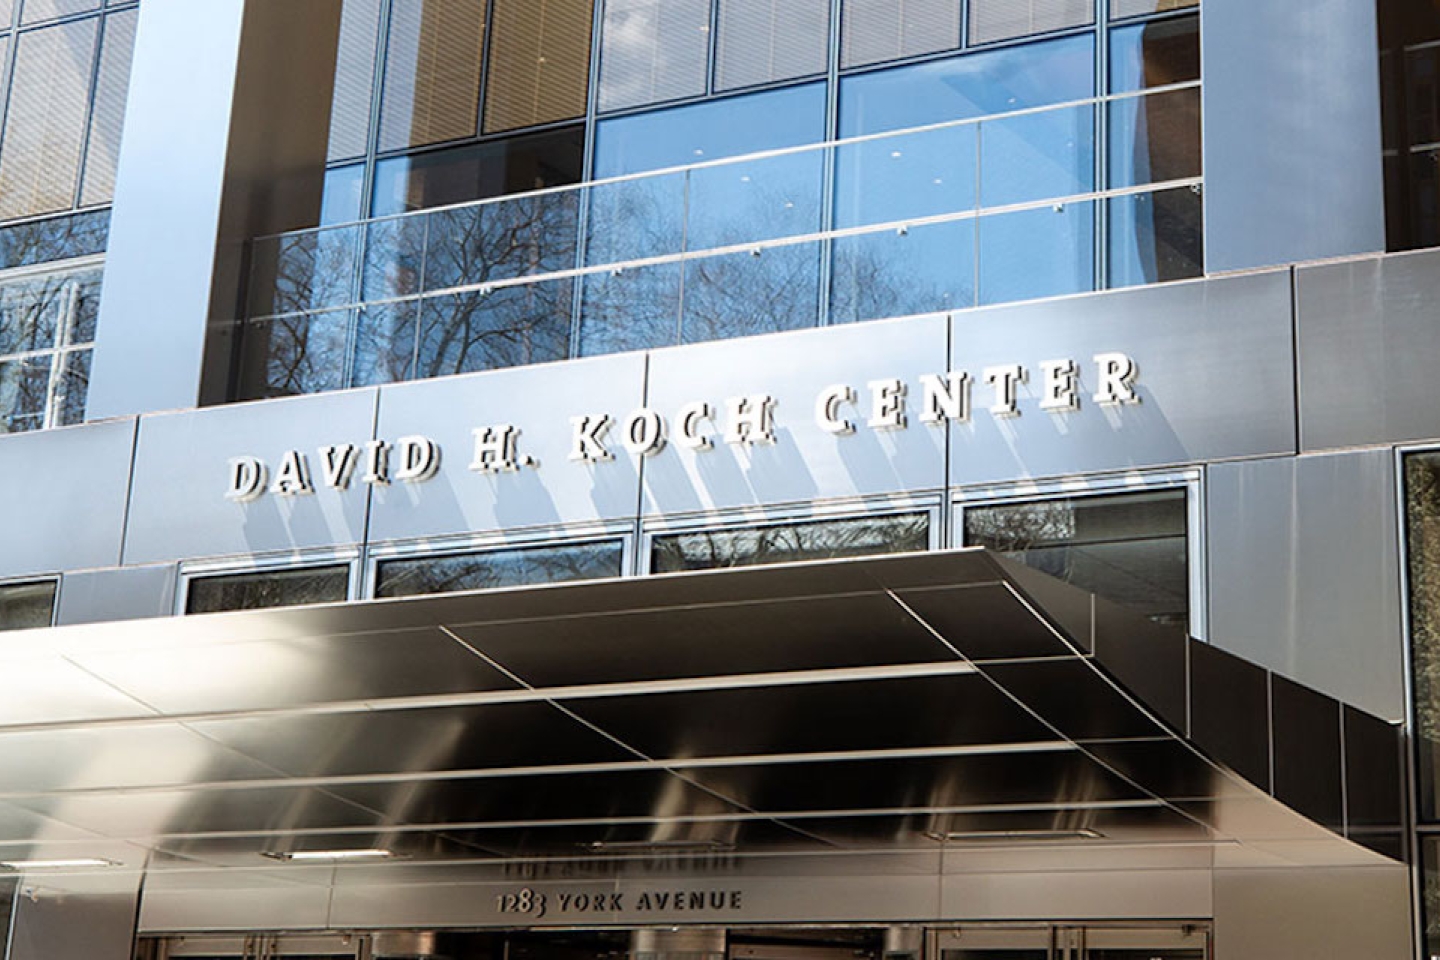 DAVID H. KOCH CENTER
1283 YORK AVENUE